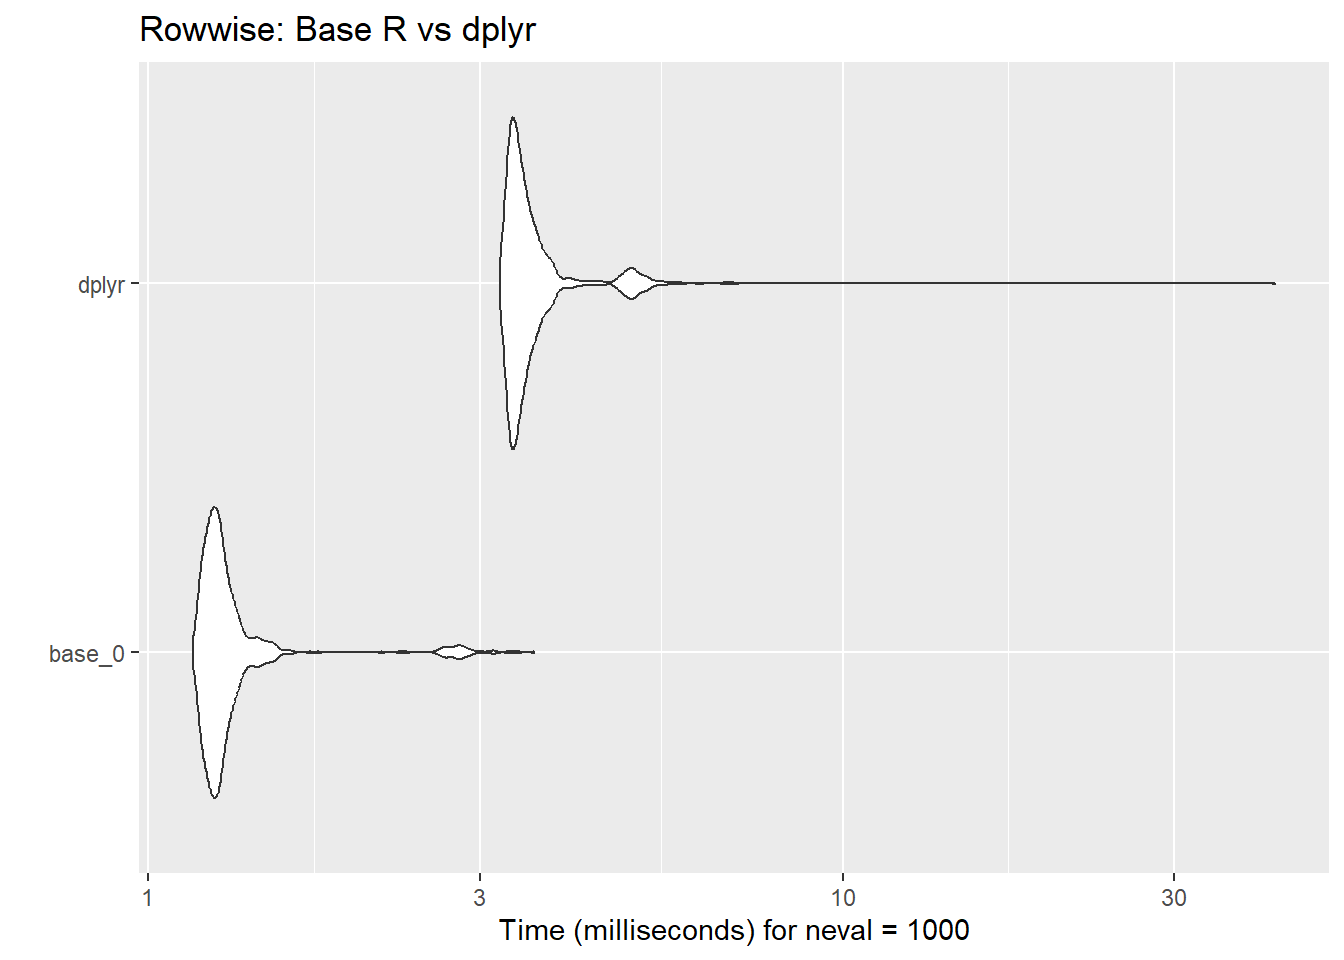 Rowwise: Base R vs dplyr
dplyr
base_0
1 3 10 30
Time (milliseconds) for neval = 1000